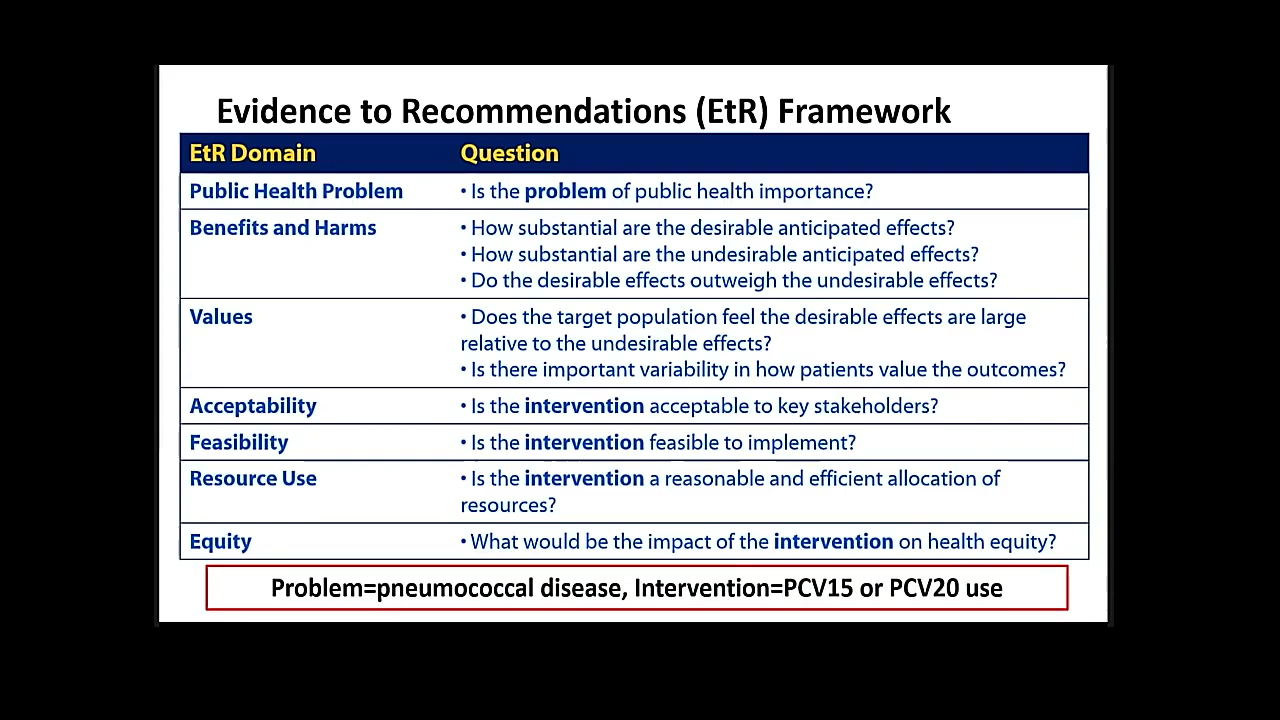 Evidence to Recommendations (EtR) Framework
EtR Domain Question
Public Health Problem • Is the problem of public health importance?
Benefits and Harms • How substantial are the desirable anticipated effects?
• How substantial are the undesirable anticipated effects?
• Do the desirable effects outweigh the undesirable effects?
Values • Does the target population feel the desirable effects are large
relative to the undesirable effects?
• Is there important variability in how patients value the outcomes?
Acceptability • Is the intervention acceptable to key stakeholders?
Feasibility • Is the intervention feasible to implement?
Resource Use • Is the intervention a reasonable and efficient allocation of
resources?
Equity • What would be the impact of the intervention on health equity?
Problem=pneumococcal disease, Intervention=PCV15 or PCV20 use